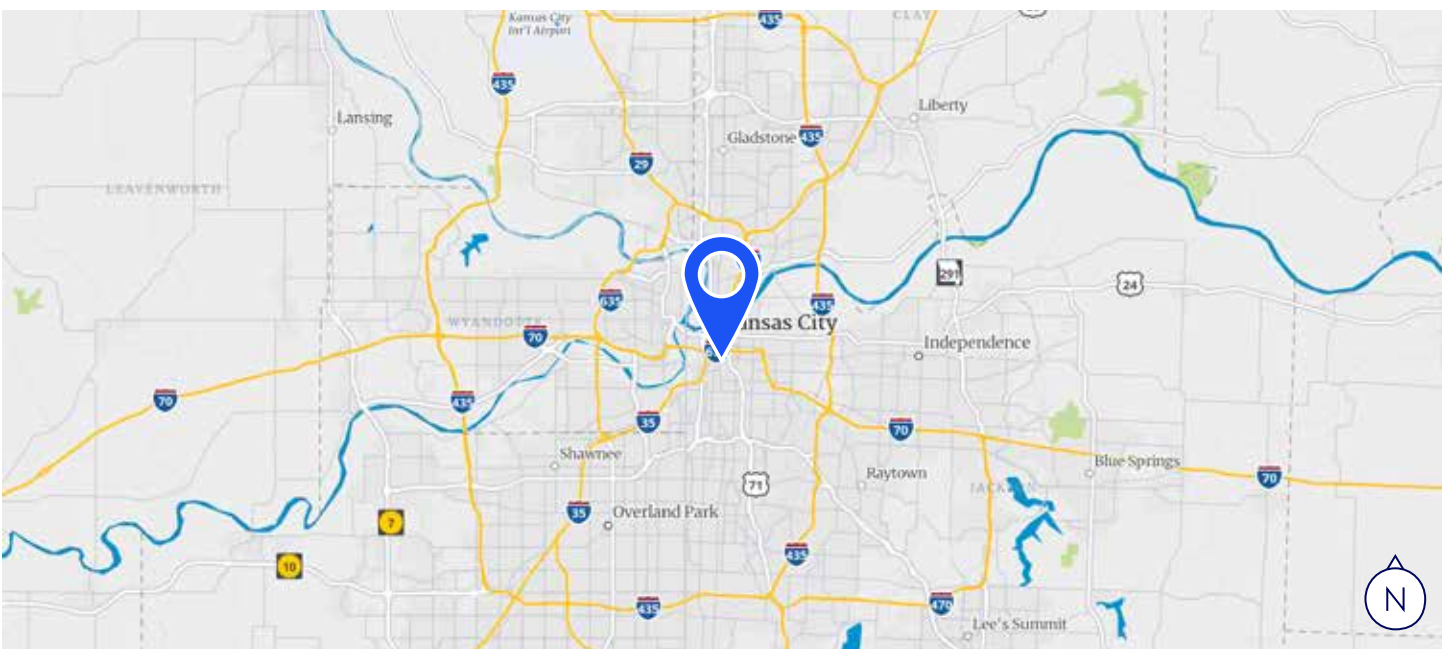 Kansas City
Int'l Airport
435
CLAY
435
Lansing
Liberty
Gladstone
435
29
LEAVENWORTH
291
24
635
435
WYANDOTTE
70
ansas City
Independence
70
435
35
70
Shawnee
Raytown
Blue Springs
71
JACKSON
70
35
Overland Park
7
435
10
N
435
470
Lee's Summit